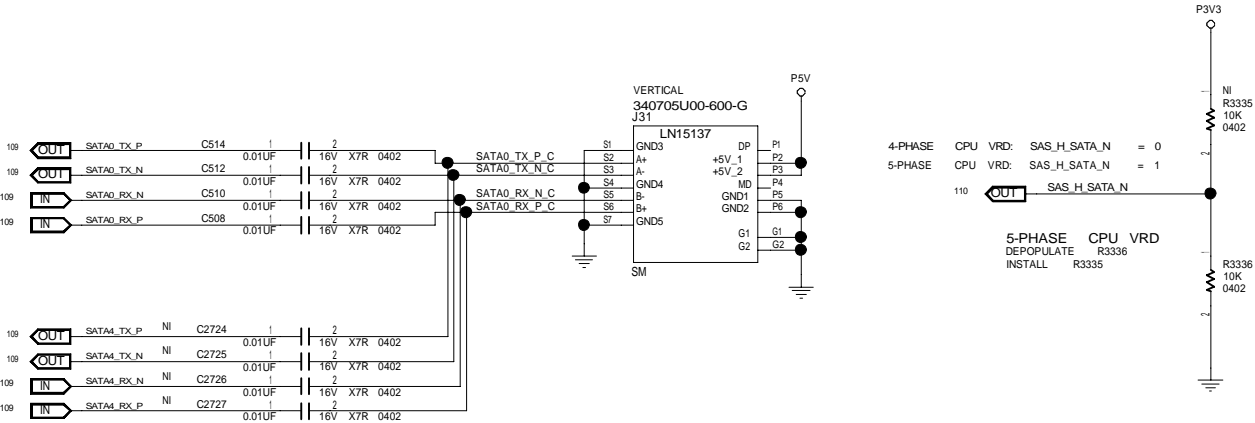 P3V3
NI
R3335
10K
0402
1
2
4-PHASE CPU VRD: SAS_H_SATA_N = 0
5-PHASE CPU VRD: SAS_H_SATA_N = 1
110 OUT SAS_H_SATA_N
5-PHASE CPU VRD
DEPOPULATE R3336
INSTALL R3335
1
2
R3336
10K
0402
P5V
VERTICAL
340705U00-600-G
J31
LN15137
S1 GND3 DP P1
S2 A+ +5V_1 P2
S3 A- +5V_2 P3
S4 GND4 MD P4
S5 B- GND1 P5
S6 B+ GND2 P6
S7 GND5
G1 G1
G2 G2
SM
SATA0_TX_P_C
SATA0_TX_N_C
SATA0_RX_N_C
SATA0_RX_P_C
109 OUT SATA0_TX_P C514 1 2
0.01UF 16V X7R 0402
109 OUT SATA0_TX_N C512 1 2
0.01UF 16V X7R 0402
109 IN SATA0_RX_N C510 1 2
0.01UF 16V X7R 0402
109 IN SATA0_RX_P C508 1 2
0.01UF 16V X7R 0402
109 OUT SATA4_TX_P NI C2724 1 2
0.01UF 16V X7R 0402
109 OUT SATA4_TX_N NI C2725 1 2
0.01UF 16V X7R 0402
109 IN SATA4_RX_N NI C2726 1 2
0.01UF 16V X7R 0402
109 IN SATA4_RX_P NI C2727 1 2
0.01UF 16V X7R 0402